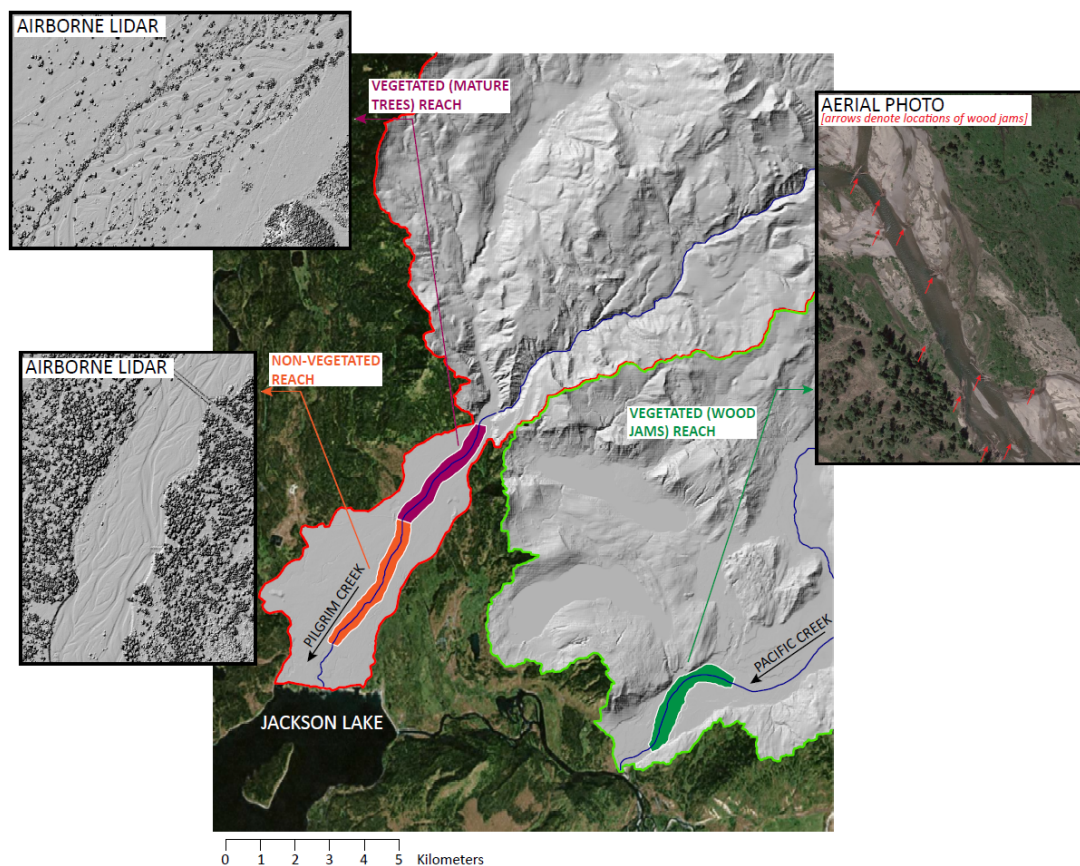 AIRBORNE LIDAR
VEGETATED (MATURE
TREES) REACH
AERIAL PHOTO
[arrows denote locations of wood jams]
AIRBORNE LIDAR
NON-VEGETATED
REACH
VEGETATED (WOOD
JAMS) REACH
PILGRIM CREEK
PACIFIC CREEK
JACKSON LAKE
0 1 2 3 4 5 Kilometers